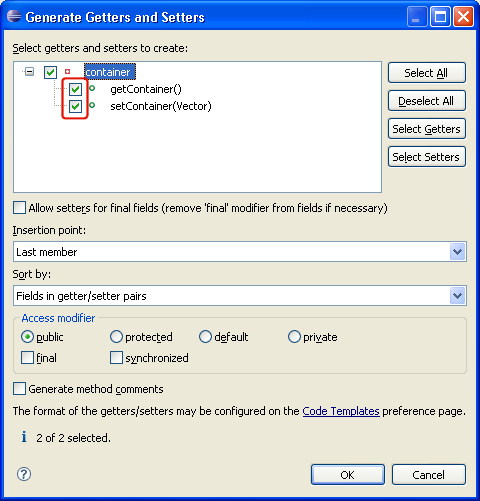 Generate Getters and Setters
Select getters and setters to create:
container
getContainer()
setContainer(Vector)
Select All
Deselect All
Select Getters
Select Setters
Allow setters for final fields (remove 'final' modifier from fields if necessary)
Insertion point:
Last member
Sort by:
Fields in getter/setter pairs
Access modifier
public protected default private
final synchronized
Generate method comments
The format of the getters/setters may be configured on the Code Templates preference page.
i 2 of 2 selected.
? OK Cancel